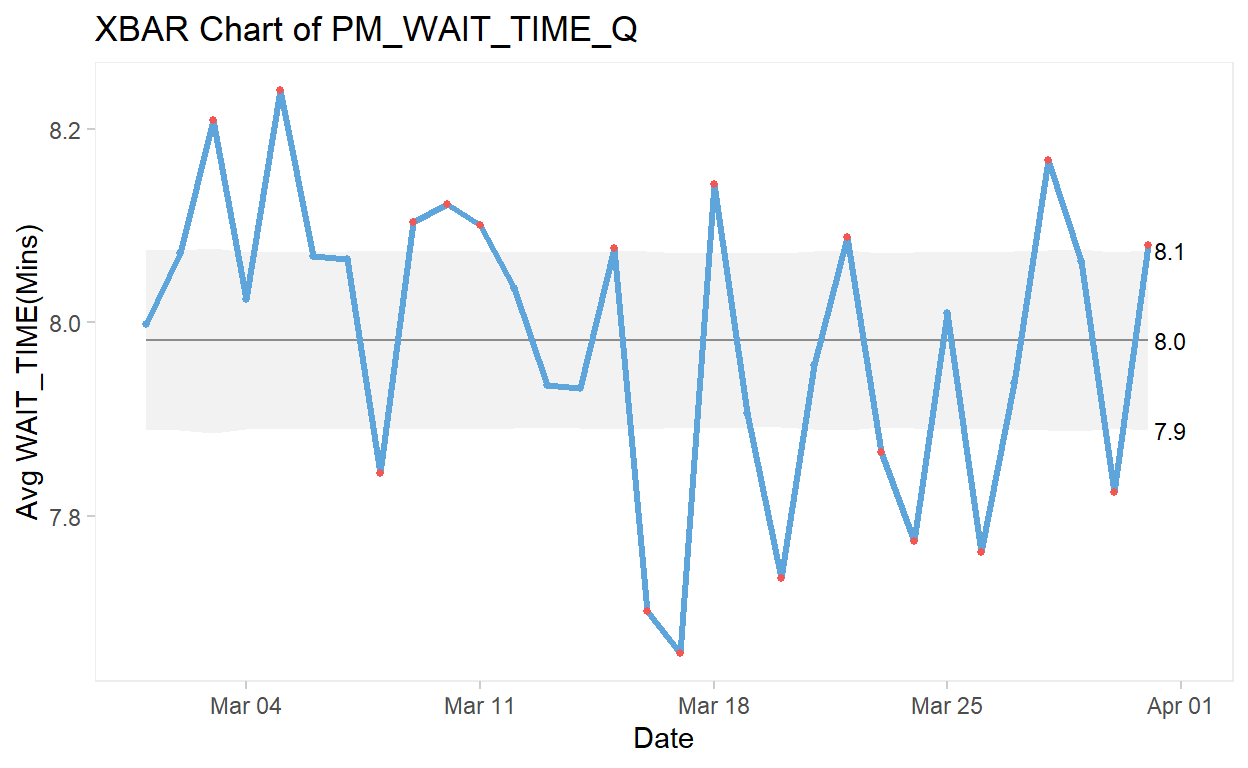 XBAR Chart of PM_WAIT_TIME_Q
Avg WAIT_TIME(Mins)
8.2
8.0
7.8
8.1
8.0
7.9
Mar 04 Mar 11 Mar 18 Mar 25 Apr 01
Date